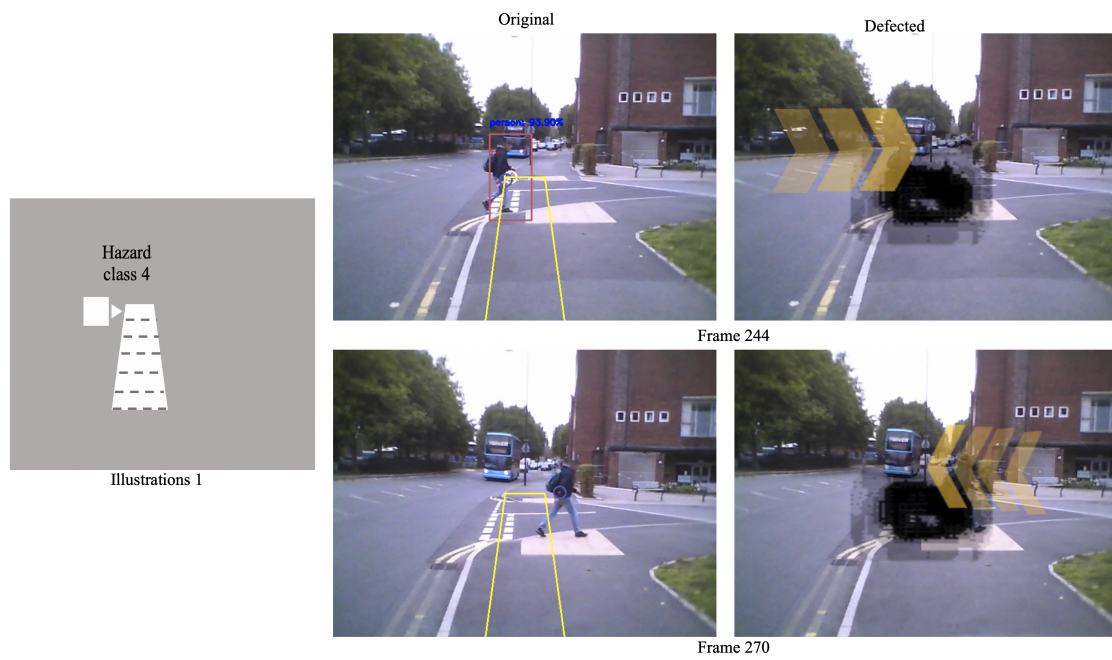 Original
Defected
person: 93.90%
Hazard
class 4
Frame 244
Illustrations 1
Frame 270